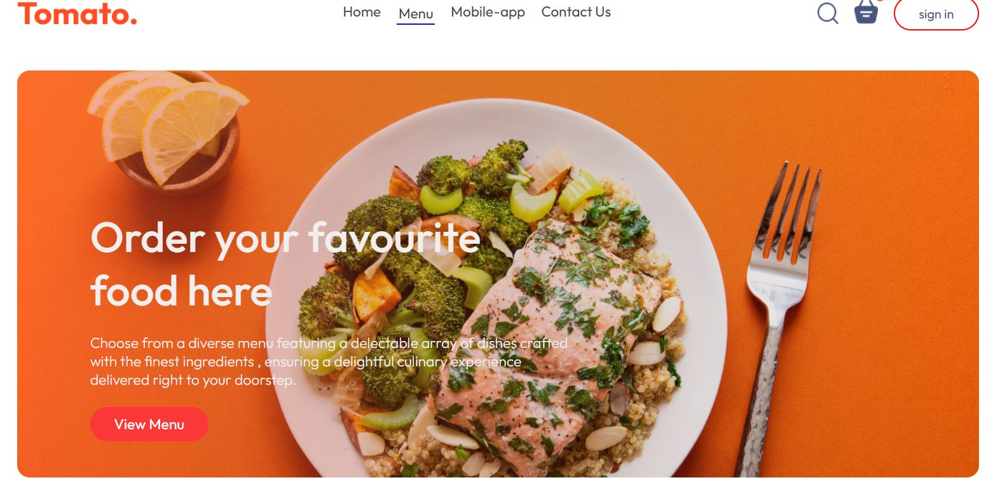 Tomato.
Home Menu Mobile-app Contact Us
sign in
Order your favourite
food here
Choose from a diverse menu featuring a delectable array of dishes crafted
with the finest ingredients , ensuring a delightful culinary experience
delivered right to your doorstep.
View Menu